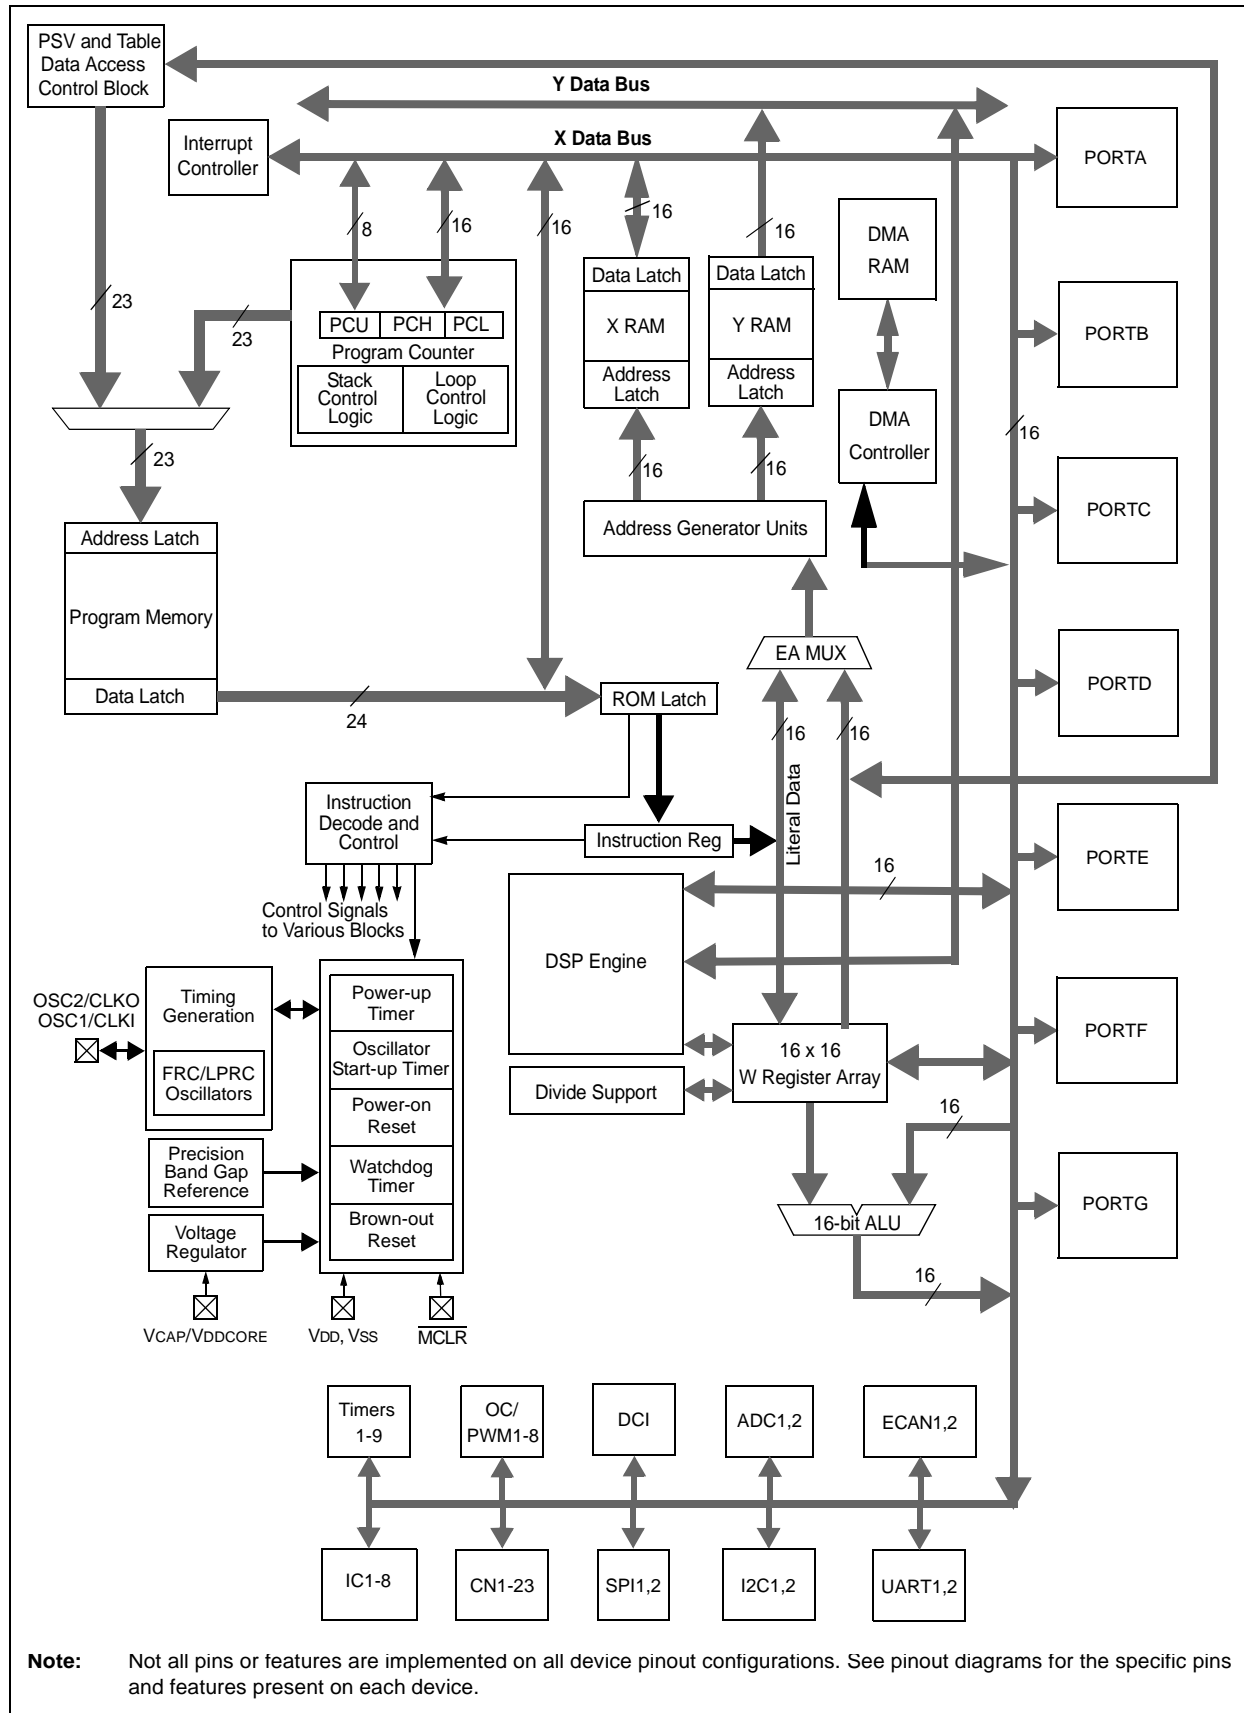 PSV and Table
Data Access
Control Block
Y Data Bus
Interrupt
Controller
X Data Bus
PORTA
8
16
16
16
16
DMA
RAM
23
23
Data Latch
X RAM
Address
Latch
Data Latch
Y RAM
Address
Latch
PORTB
PCU
PCH
PCL
Program Counter
Stack
Control
Logic
Loop
Control
Logic
DMA
Controller
16
23
16
16
PORTC
Address Latch
Program Memory
Data Latch
Address Generator Units
EA MUX
PORTD
24
ROM Latch
16
16
Literal Data
Instruction
Decode and
Control
Instruction Reg
PORTE
16
Control Signals
to Various Blocks
DSP Engine
OSC2/CLKO
OSC1/CLKI
Timing
Generation
FRC/LPRC
Oscillators
Power-up
Timer
Oscillator
Start-up Timer
Power-on
Reset
Watchdog
Timer
Brown-out
Reset
16 x 16
W Register Array
PORTF
Divide Support
16
Precision
Band Gap
Reference
Voltage
Regulator
16-bit ALU
PORTG
16
VCAP/VDDCORE
VDD, VSS
MCLR
Timers
1-9
OC/
PWM1-8
DCI
ADC1,2
ECAN1,2
IC1-8
CN1-23
SPI1,2
I2C1,2
UART1,2
Note: Not all pins or features are implemented on all device pinout configurations. See pinout diagrams for the specific pins
and features present on each device.